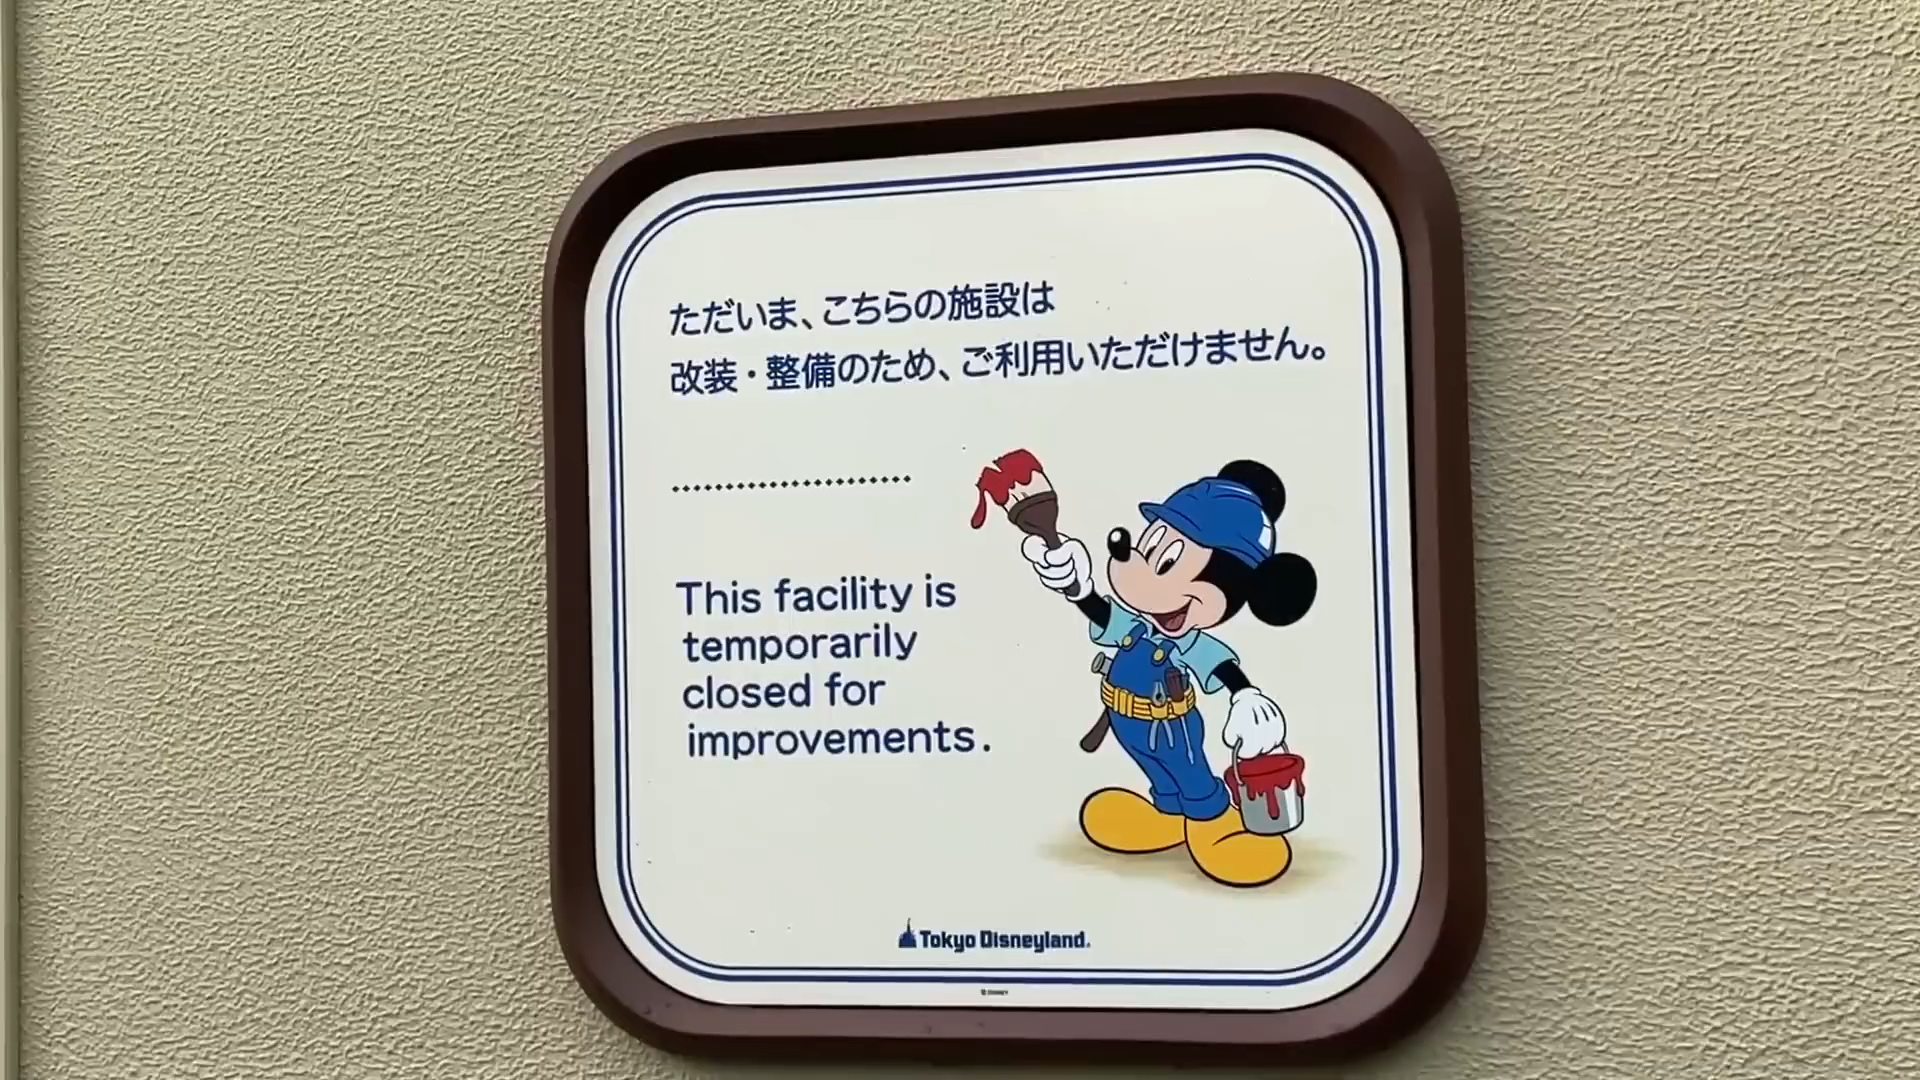 ただいま、こちらの施設は
改装・整備のため、ご利用いただけません。
This facility is
temporarily
closed for
improvements.
Tokyo Disneyland®
© DISNEY